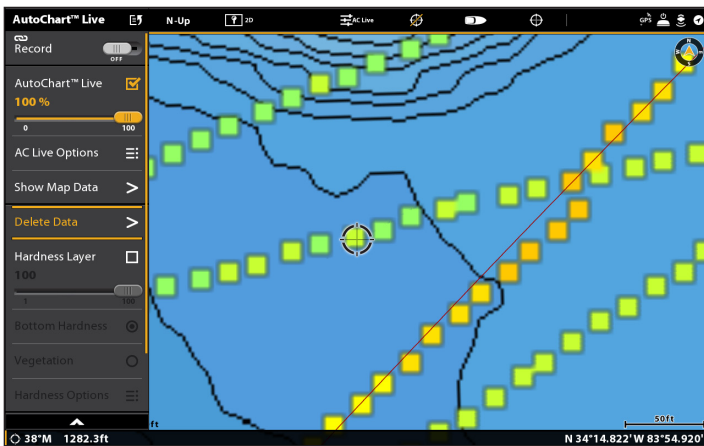 AutoChart™ Live
N-Up
2D
AC Live
GPS
Record
OFF
AutoChart™ Live
100 %
0 100
AC Live Options
Show Map Data
Delete Data
Hardness Layer
100
1 100
Bottom Hardness
Vegetation
Hardness Options
N
W E
S
ft
50ft
38°M 1282.3ft
N 34°14.822' W 83°54.920'